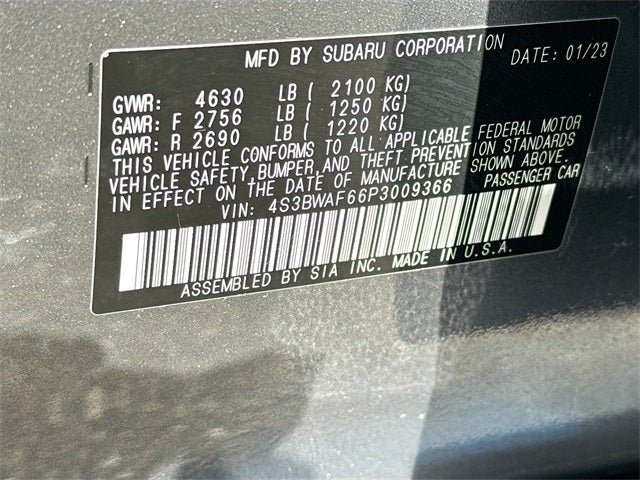 MFD BY SUBARU CORPORATION DATE: 01/23
GVWR: 4630 LB ( 2100 KG)
GAWR: F 2756 LB ( 1250 KG)
GAWR: R 2690 LB ( 1220 KG)
THIS VEHICLE CONFORMS TO ALL APPLICABLE FEDERAL MOTOR
VEHICLE SAFETY, BUMPER, AND THEFT PREVENTION STANDARDS
IN EFFECT ON THE DATE OF MANUFACTURE SHOWN ABOVE.
VIN: 4S3BWAF66P3009366 PASSENGER CAR
ASSEMBLED BY SIA INC. MADE IN U.S.A.